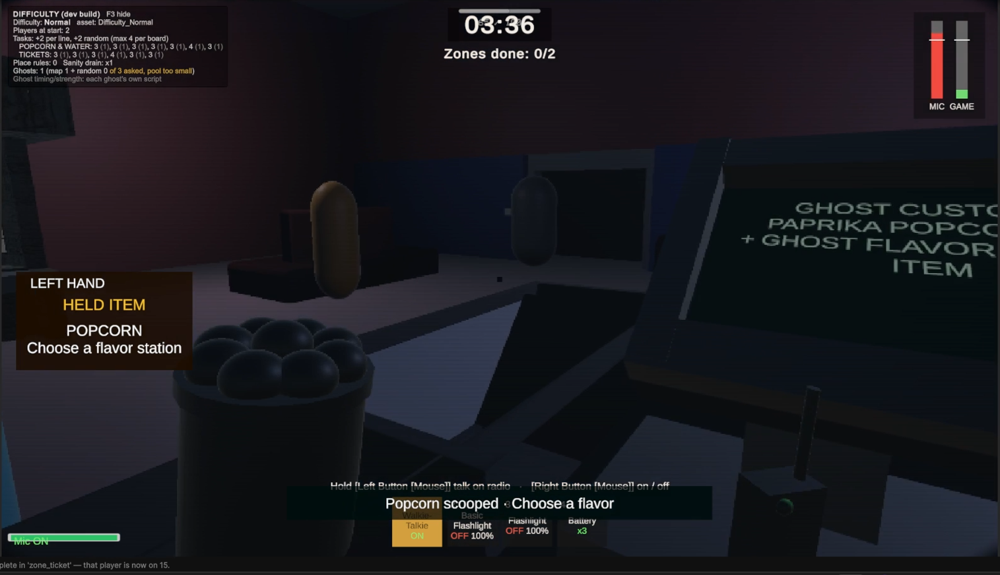 DIFFICULTY (dev build) F3 hide
Difficulty: Normal asset: Difficulty_Normal
Players at start: 2
Tasks: +2 per line, +2 random (max 4 per board)
POPCORN & WATER: 3 (1), 3 (1), 3 (1), 3 (1), 3 (1), 4 (1), 3 (1)
TICKETS: 3 (1), 3 (1), 3 (1), 4 (1), 3 (1), 3 (1)
Place rules: 0 Sanity drain: x1
Ghosts: 1 (map 1 + random 0 of 3 asked, pool too small)
Ghost timing/strength: each ghost's own script
03:36
Zones done: 0/2
MIC GAME
GHOST CUSTO
PAPRIKA POPCO
+ GHOST FLAVOR
ITEM
LEFT HAND
HELD ITEM
POPCORN
Choose a flavor station
Hold [Left Button [Mouse]] talk on radio · [Right Button [Mouse]] on / off
Popcorn scooped · Choose a flavor
Walkie-
Talkie
ON
Basic
Flashlight
OFF 100%
Flashlight
OFF 100%
Battery
x3
Mic ON
plete in 'zone_ticket' — that player is now on 15.